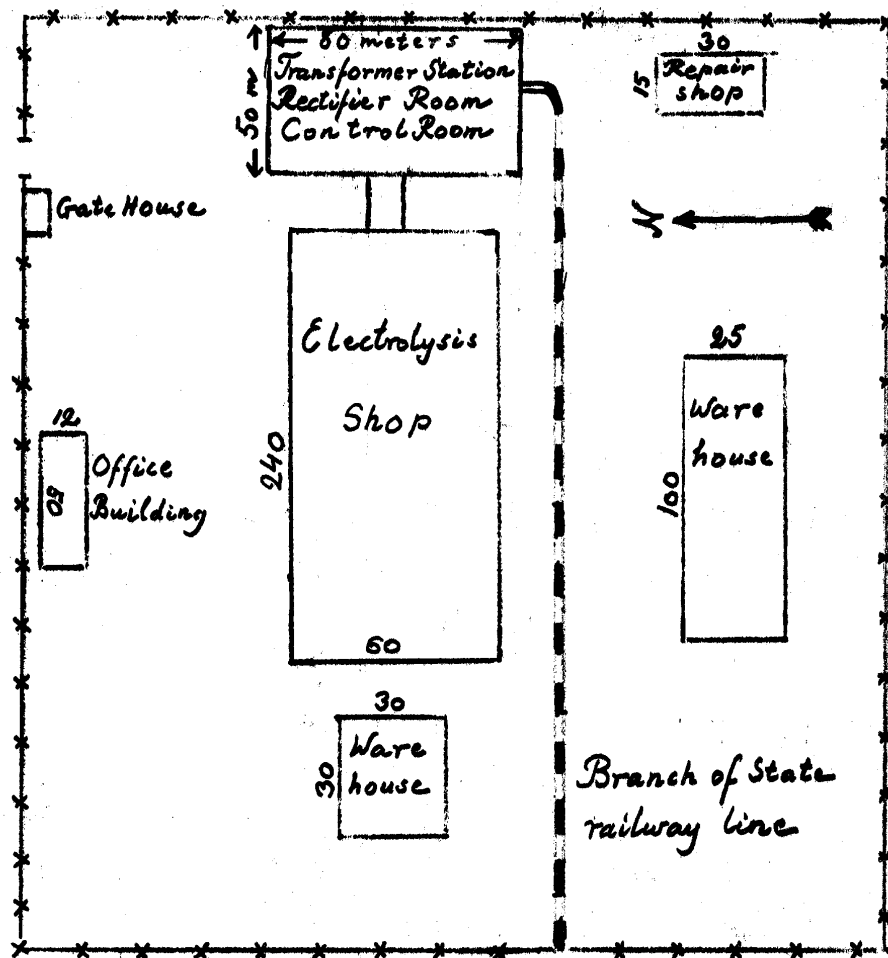 60 meters
50 m
Transformer Station
Rectifier Room
Control Room
30
15
Repair
shop
Gate House
N
Electrolysis
Shop
240
60
25
100
Ware
house
12
50
Office
Building
30
30
Ware
house
Branch of State
railway line